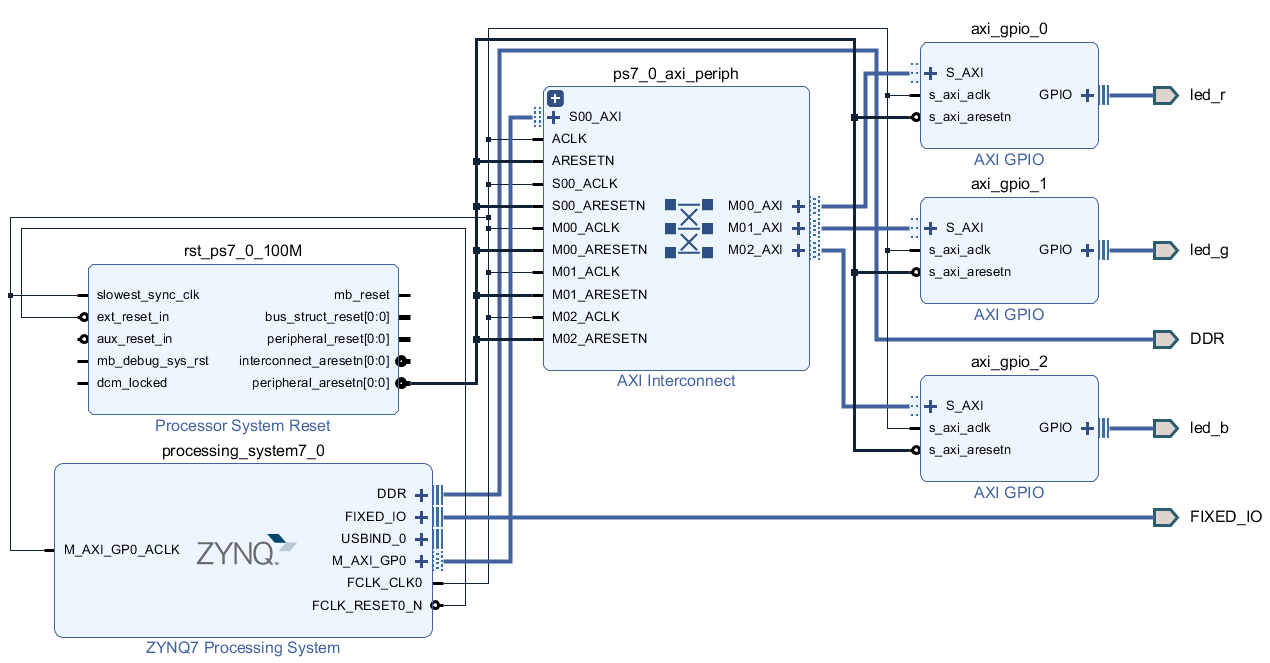 axi_gpio_0
S_AXI
s_axi_aclk
s_axi_aresetn
GPIO
AXI GPIO
led_r
ps7_0_axi_periph
S00_AXI
ACLK
ARESETN
S00_ACLK
S00_ARESETN
M00_ACLK
M00_ARESETN
M01_ACLK
M01_ARESETN
M02_ACLK
M02_ARESETN
M00_AXI
M01_AXI
M02_AXI
AXI Interconnect
axi_gpio_1
S_AXI
s_axi_aclk
s_axi_aresetn
GPIO
AXI GPIO
led_g
DDR
rst_ps7_0_100M
slowest_sync_clk
ext_reset_in
aux_reset_in
mb_debug_sys_rst
dcm_locked
mb_reset
bus_struct_reset[0:0]
peripheral_reset[0:0]
interconnect_aresetn[0:0]
peripheral_aresetn[0:0]
Processor System Reset
axi_gpio_2
S_AXI
s_axi_aclk
s_axi_aresetn
GPIO
AXI GPIO
led_b
processing_system7_0
M_AXI_GP0_ACLK
ZYNQ
DDR
FIXED_IO
USBIND_0
M_AXI_GP0
FCLK_CLK0
FCLK_RESET0_N
ZYNQ7 Processing System
FIXED_IO